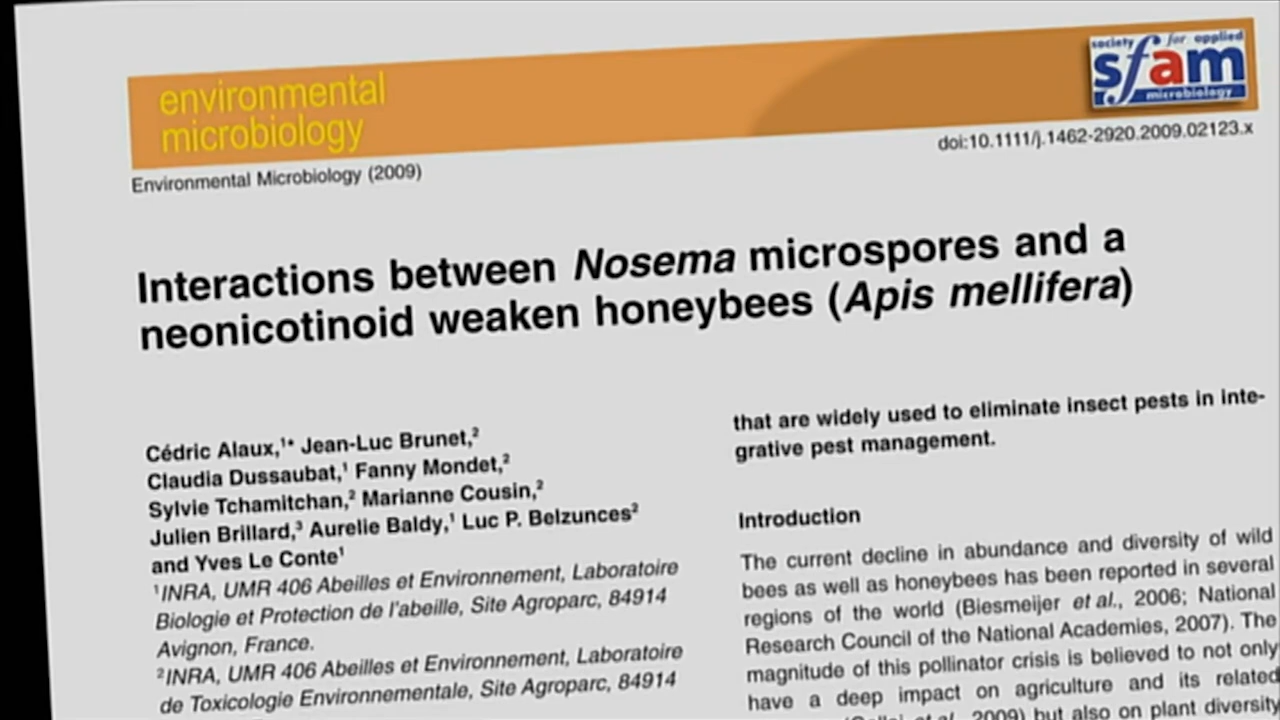 environmental
microbiology
society for applied
sfam
microbiology
Environmental Microbiology (2009)
doi:10.1111/j.1462-2920.2009.02123.x
Interactions between Nosema microspores and a
neonicotinoid weaken honeybees (Apis mellifera)
Cédric Alaux,¹* Jean-Luc Brunet,²
Claudia Dussaubat,¹ Fanny Mondet,²
Sylvie Tchamitchan,² Marianne Cousin,²
Julien Brillard,³ Aurelie Baldy,¹ Luc P. Belzunces²
and Yves Le Conte¹
¹INRA, UMR 406 Abeilles et Environnement, Laboratoire
Biologie et Protection de l'abeille, Site Agroparc, 84914
Avignon, France.
²INRA, UMR 406 Abeilles et Environnement, Laboratoire
de Toxicologie Environnementale, Site Agroparc, 84914
that are widely used to eliminate insect pests in inte-
grative pest management.
Introduction
The current decline in abundance and diversity of wild
bees as well as honeybees has been reported in several
regions of the world (Biesmeijer et al., 2006; National
Research Council of the National Academies, 2007). The
magnitude of this pollinator crisis is believed to not only
have a deep impact on agriculture and its related
et al., 2009) but also on plant diversity